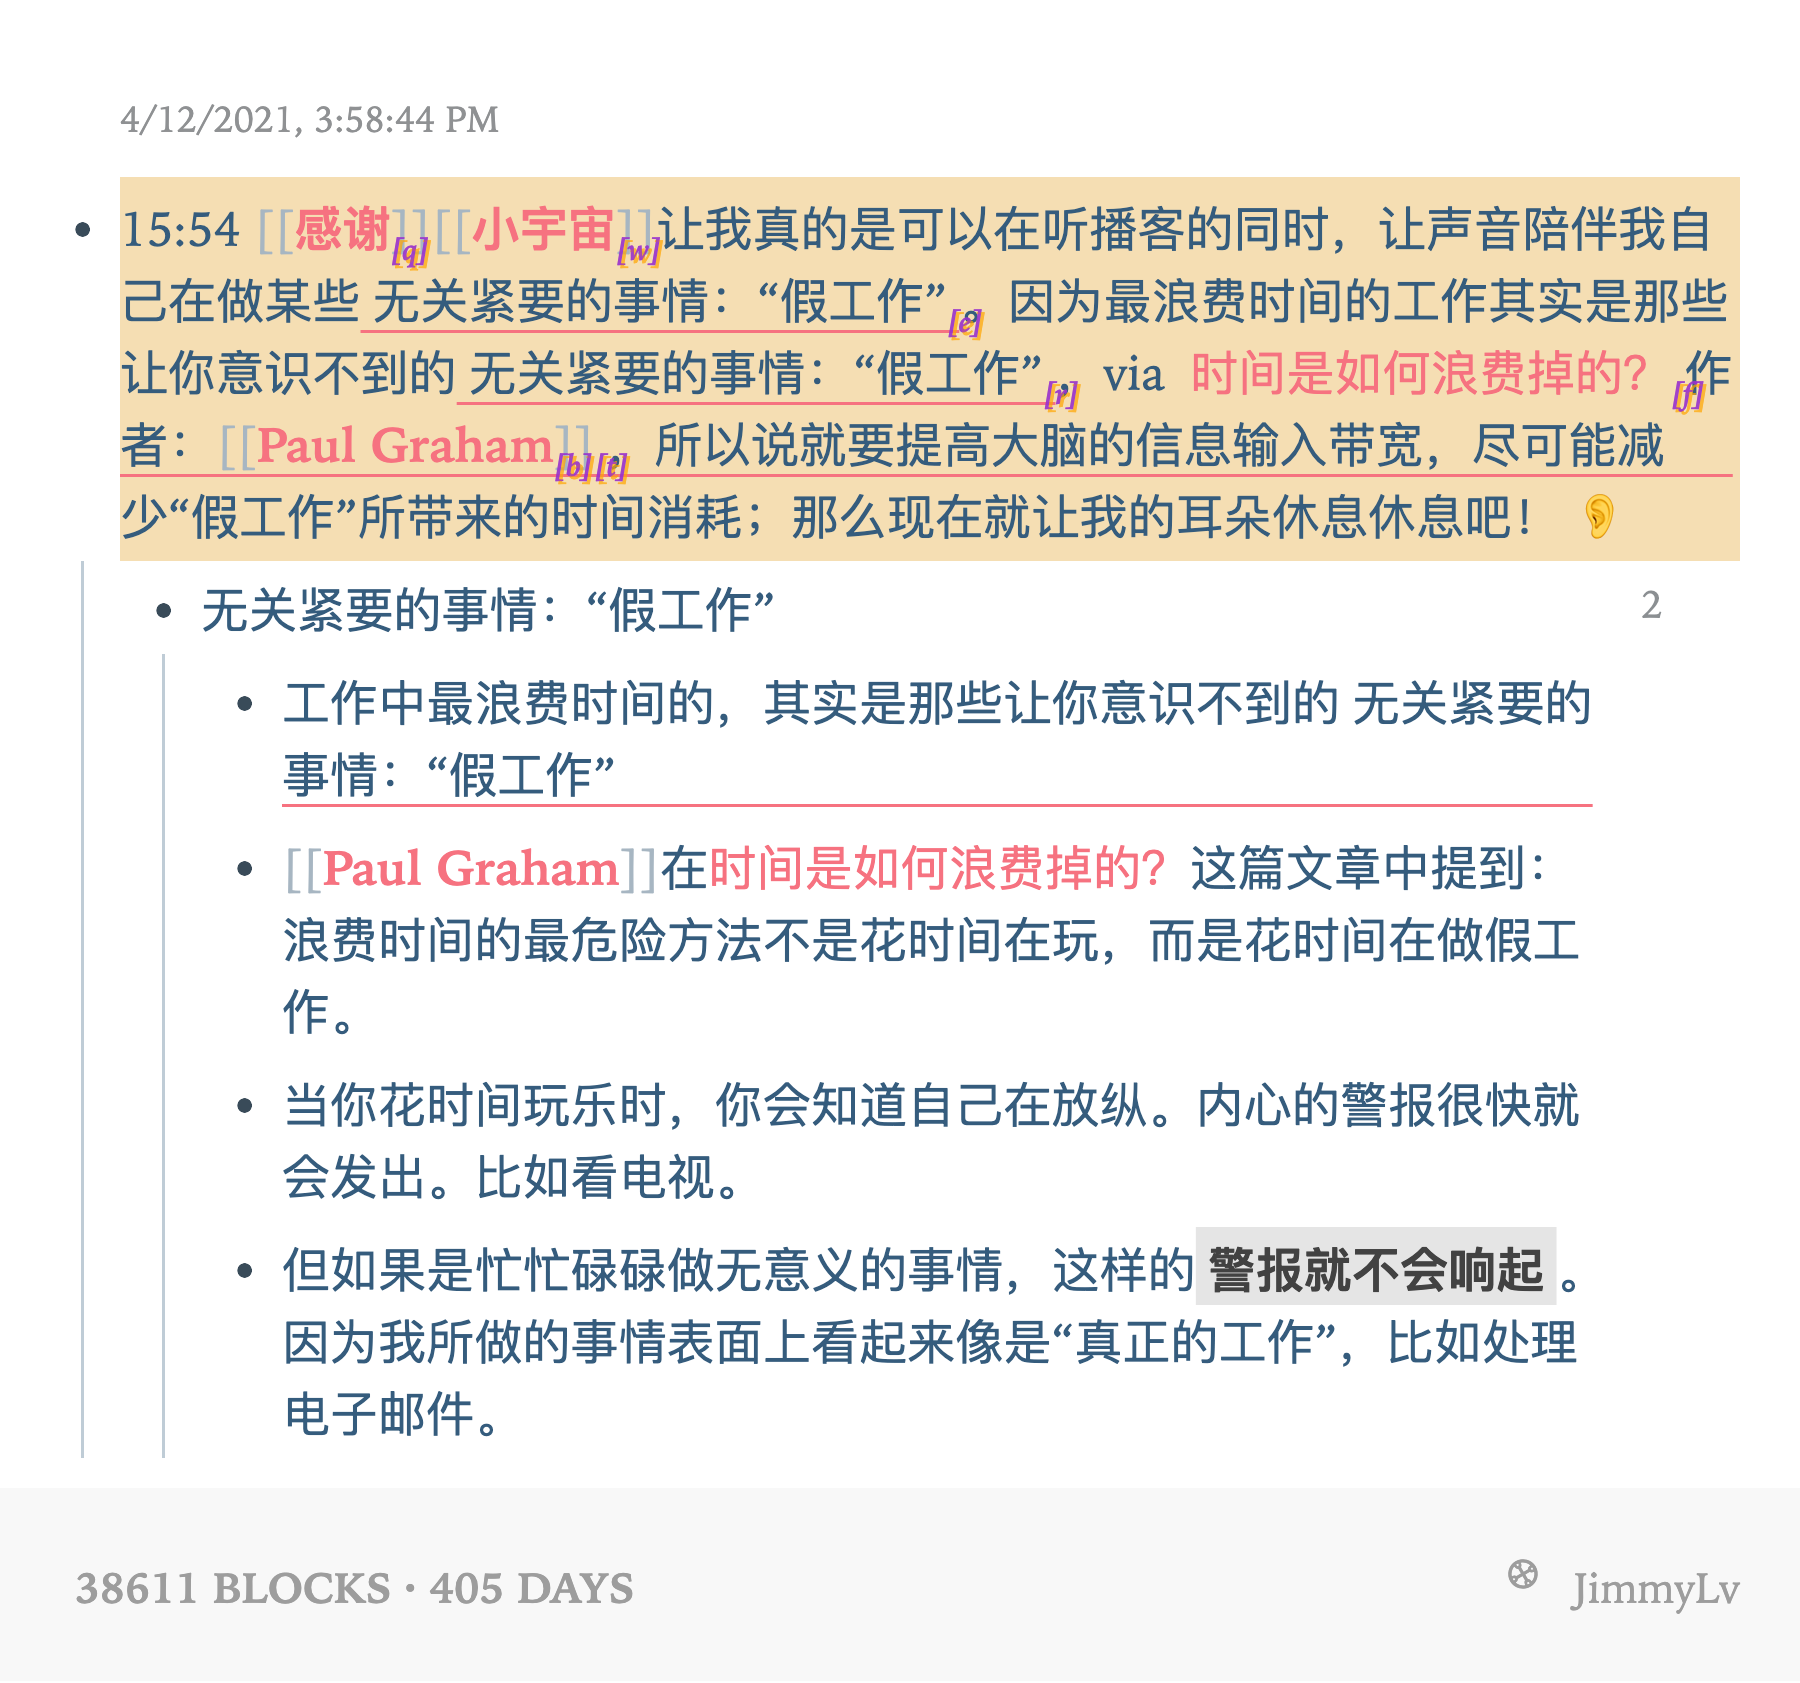 4/12/2021, 3:58:44 PM
15:54 [[感谢]][q][[小宇宙]][w]让我真的是可以在听播客的同时，让声音陪伴我自
己在做某些 无关紧要的事情：“假工作”[e]。因为最浪费时间的工作其实是那些
让你意识不到的 无关紧要的事情：“假工作”[r]，via 时间是如何浪费掉的？[f]作
者：[[Paul Graham]][b][t]。所以说就要提高大脑的信息输入带宽，尽可能减
少“假工作”所带来的时间消耗；那么现在就让我的耳朵休息休息吧！👂
无关紧要的事情：“假工作” 2
工作中最浪费时间的，其实是那些让你意识不到的 无关紧要的
事情：“假工作”
[[Paul Graham]]在时间是如何浪费掉的？这篇文章中提到：
浪费时间的最危险方法不是花时间在玩，而是花时间在做假工
作。
当你花时间玩乐时，你会知道自己在放纵。内心的警报很快就
会发出。比如看电视。
但如果是忙忙碌碌做无意义的事情，这样的 警报就不会响起 。
因为我所做的事情表面上看起来像是“真正的工作”，比如处理
电子邮件。
38611 BLOCKS · 405 DAYS
JimmyLv